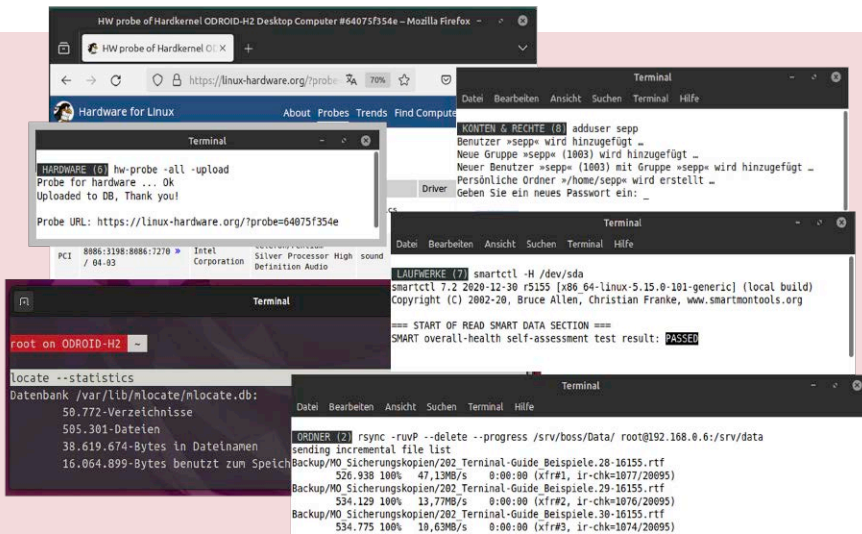 HW probe of Hardkernel ODROID-H2 Desktop Computer #64075f354e – Mozilla Firefox
HW probe of Hardkernel O
https://linux-hardware.org/?probe 70%
Hardware for Linux
About Probes Trends Find Compute
Driver
PCI 8086:3198:8086:7270 » / 04-03
Intel Corporation
Silver Processor High Definition Audio
sound
Terminal
HARDWARE (6) hw-probe -all -upload
Probe for hardware ... Ok
Uploaded to DB, Thank you!
Probe URL: https://linux-hardware.org/?probe=64075f354e
Terminal
Datei Bearbeiten Ansicht Suchen Terminal Hilfe
KONTEN & RECHTE (8) adduser sepp
Benutzer »sepp« wird hinzugefügt …
Neue Gruppe »sepp« (1003) wird hinzugefügt …
Neuer Benutzer »sepp« (1003) mit Gruppe »sepp« wird hinzugefügt …
Persönliche Ordner »/home/sepp« wird erstellt …
Geben Sie ein neues Passwort ein: _
Terminal
Datei Bearbeiten Ansicht Suchen Terminal Hilfe
LAUFWERKE (7) smartctl -H /dev/sda
smartctl 7.2 2020-12-30 r5155 [x86_64-linux-5.15.0-101-generic] (local build)
Copyright (C) 2002-20, Bruce Allen, Christian Franke, www.smartmontools.org
=== START OF READ SMART DATA SECTION ===
SMART overall-health self-assessment test result: PASSED
Terminal
root on ODROID-H2 ~
locate --statistics
Datenbank /var/lib/mlocate/mlocate.db:
50.772-Verzeichnisse
505.301-Dateien
38.619.674-Bytes in Dateinamen
16.064.899-Bytes benutzt zum Speich
Terminal
Datei Bearbeiten Ansicht Suchen Terminal Hilfe
ORDNER (2) rsync -ruvP --delete --progress /srv/boss/Data/ root@192.168.0.6:/srv/data
sending incremental file list
Backup/MO_Sicherungskopien/202_Terninal-Guide_Beispiele.28-16155.rtf
526.938 100% 47,13MB/s 0:00:00 (xfr#1, ir-chk=1077/20095)
Backup/MO_Sicherungskopien/202_Terninal-Guide_Beispiele.29-16155.rtf
534.129 100% 13,77MB/s 0:00:00 (xfr#2, ir-chk=1076/20095)
Backup/MO_Sicherungskopien/202_Terninal-Guide_Beispiele.30-16155.rtf
534.775 100% 10,63MB/s 0:00:00 (xfr#3, ir-chk=1074/20095)